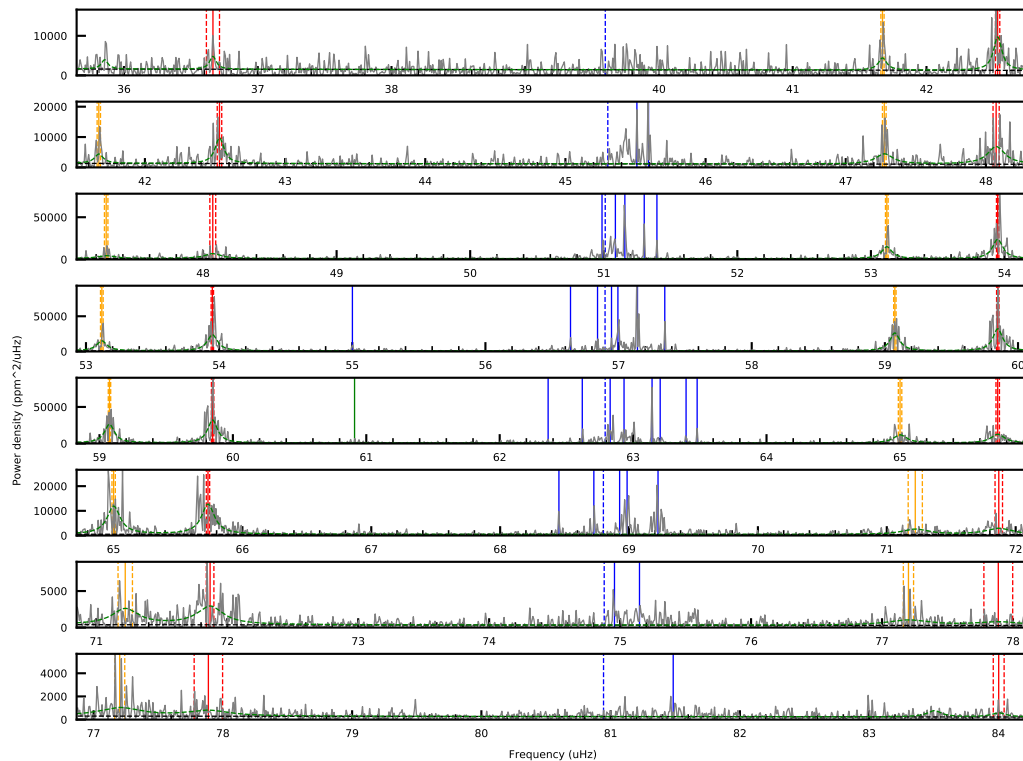 10000
0
36 37 38 39 40 41 42
20000
10000
0
42 43 44 45 46 47 48
50000
0
48 49 50 51 52 53 54
50000
0
53 54 55 56 57 58 59 60
50000
0
59 60 61 62 63 64 65
Power density (ppm^2/uHz)
20000
10000
0
65 66 67 68 69 70 71 72
5000
0
71 72 73 74 75 76 77 78
4000
2000
0
77 78 79 80 81 82 83 84
Frequency (uHz)